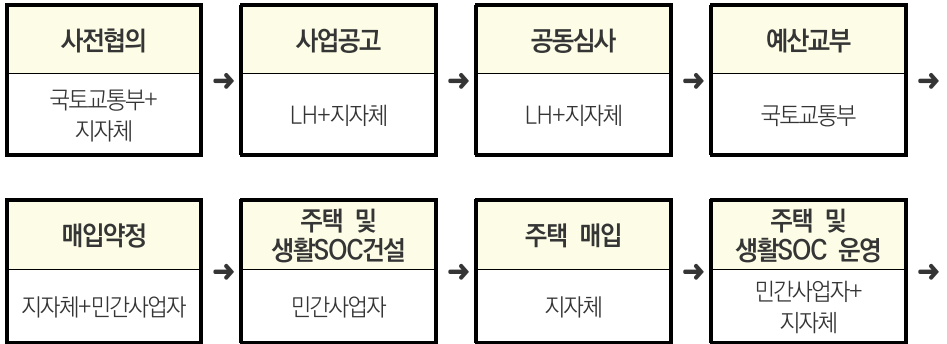 사전협의
국토교통부+
지자체
➜
사업공고
LH+지자체
➜
공동심사
LH+지자체
➜
예산교부
국토교통부
➜
매입약정
지자체+민간사업자
➜
주택 및
생활SOC건설
민간사업자
➜
주택 매입
지자체
➜
주택 및
생활SOC 운영
민간사업자+
지자체
➜